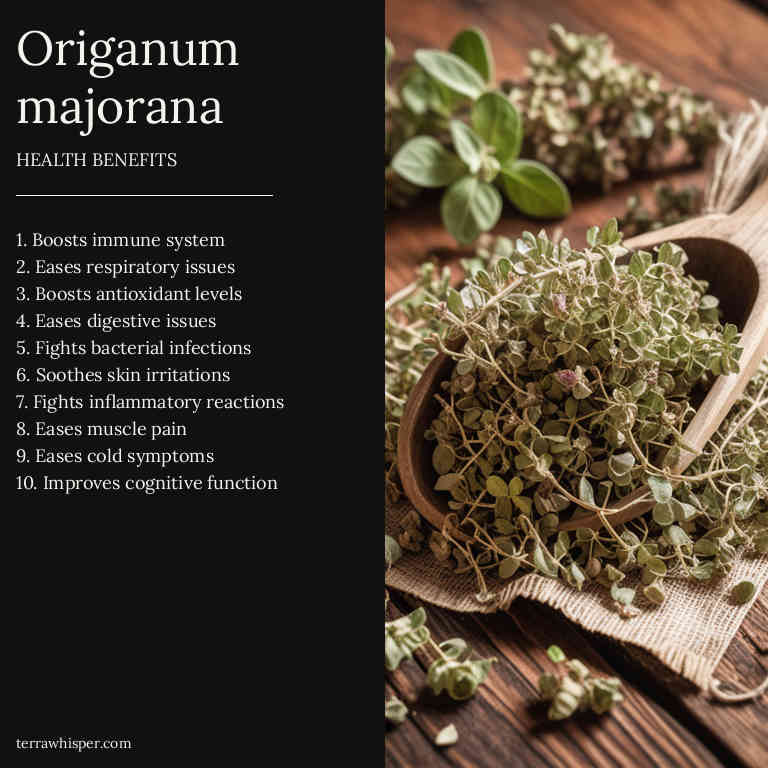 Origanum
majorana
HEALTH BENEFITS
1. Boosts immune system
2. Eases respiratory issues
3. Boosts antioxidant levels
4. Eases digestive issues
5. Fights bacterial infections
6. Soothes skin irritations
7. Fights inflammatory reactions
8. Eases muscle pain
9. Eases cold symptoms
10. Improves cognitive function
terrawhisper.com